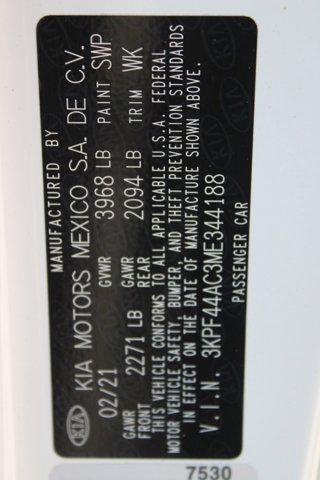 MANUFACTURED BY
KIA KIA MOTORS MEXICO S.A. DE C.V.
02/21 GVWR 3968 LB PAINT SWP
GAWR FRONT 2271 LB GAWR REAR 2094 LB TRIM WK
THIS VEHICLE CONFORMS TO ALL APPLICABLE U.S.A. FEDERAL
MOTOR VEHICLE SAFETY, BUMPER, AND THEFT PREVENTION STANDARDS
IN EFFECT ON THE DATE OF MANUFACTURE SHOWN ABOVE.
V.I.N. 3KPF44AC3ME344188
PASSENGER CAR
7530